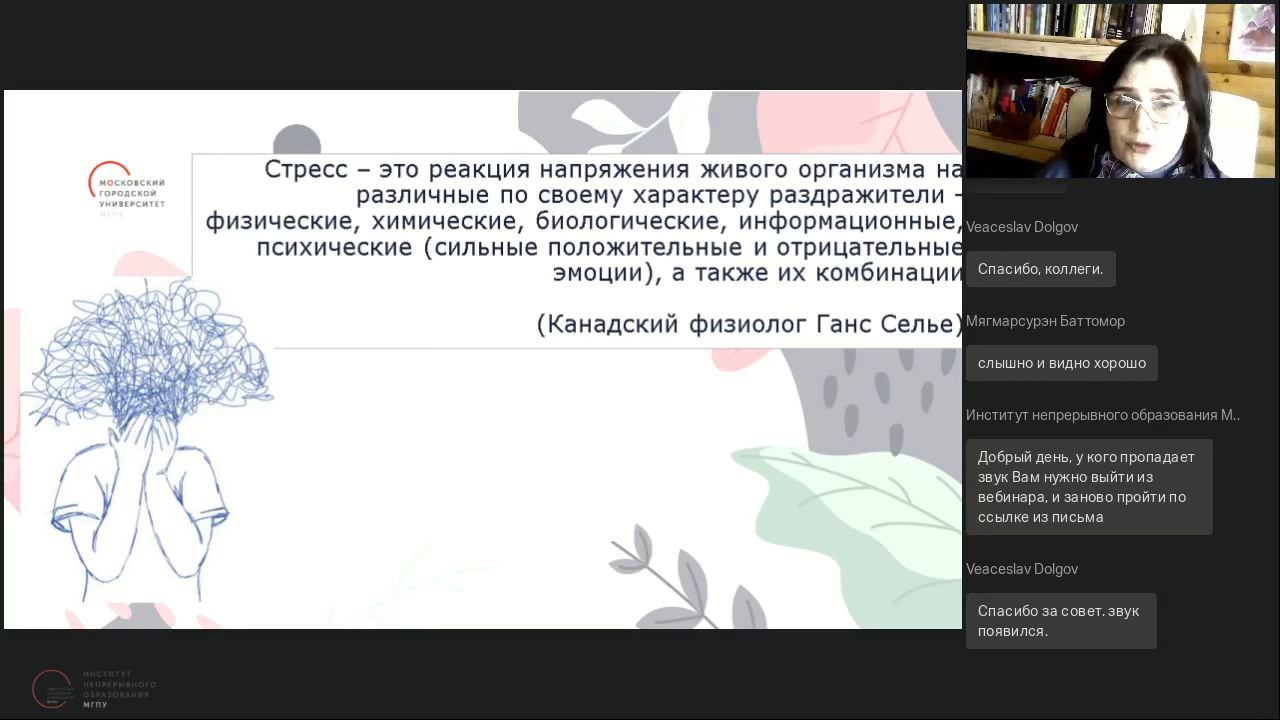 МОСКОВСКИЙ
ГОРОДСКОЙ
УНИВЕРСИТЕТ
МГПУ
Стресс – это реакция напряжения живого организма на
различные по своему характеру раздражители –
физические, химические, биологические, информационные,
психические (сильные положительные и отрицательные
эмоции), а также их комбинации
(Канадский физиолог Ганс Селье)
Veaceslav Dolgov
Спасибо, коллеги.
Мягмарсурэн Баттомор
слышно и видно хорошо
Институт непрерывного образования М..
Добрый день, у кого пропадает
звук Вам нужно выйти из
вебинара, и заново пройти по
ссылке из письма
Veaceslav Dolgov
Спасибо за совет. звук
появился.
ИНСТИТУТ
НЕПРЕРЫВНОГО
ОБРАЗОВАНИЯ
МГПУ